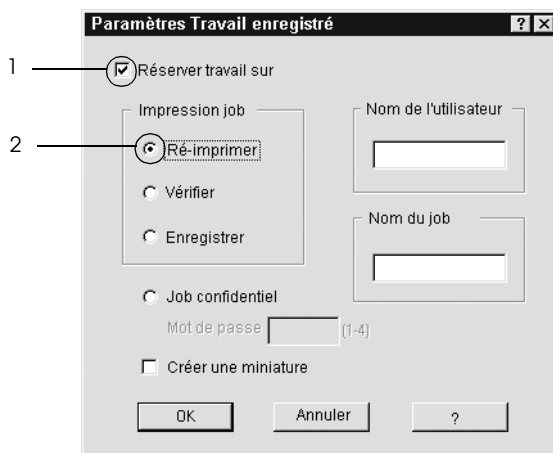 Paramètres Travail enregistré ? ×
1
Réserver travail sur
Impression job
2
Ré-imprimer
Vérifier
Enregistrer
Nom de l'utilisateur
Nom du job
Job confidentiel
Mot de passe (1-4)
Créer une miniature
OK Annuler ?